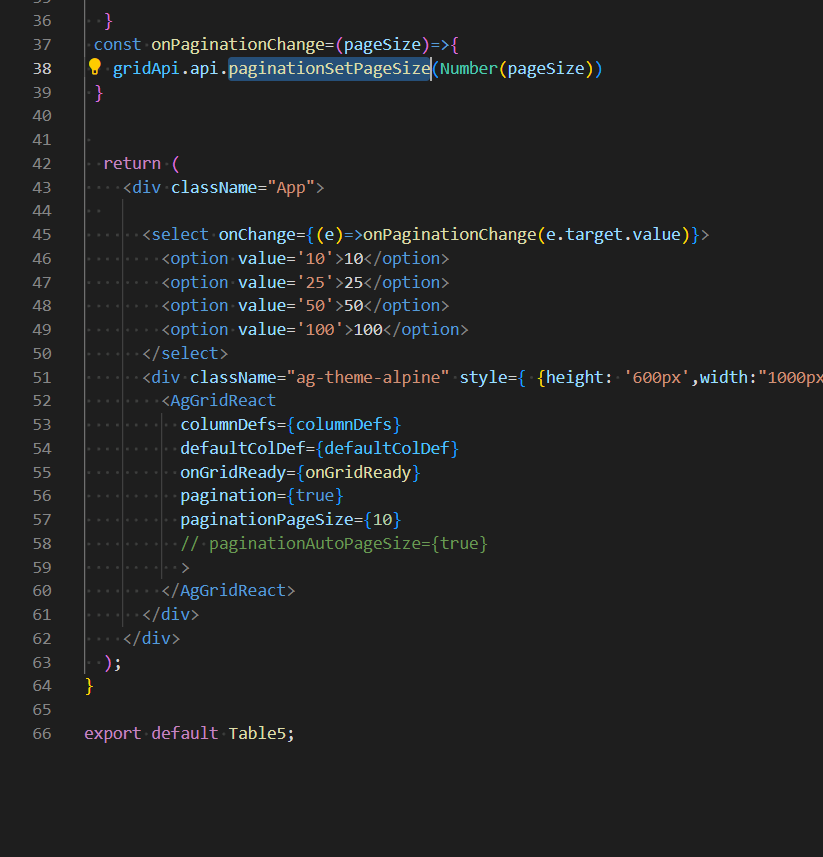 36 }
37 const onPaginationChange=(pageSize)=>{
38 gridApi.api.paginationSetPageSize(Number(pageSize))
39 }
40
41
42 return (
43 <div className="App">
44
45 <select onChange={(e)=>onPaginationChange(e.target.value)}>
46 <option value='10'>10</option>
47 <option value='25'>25</option>
48 <option value='50'>50</option>
49 <option value='100'>100</option>
50 </select>
51 <div className="ag-theme-alpine" style={ {height: '600px',width:"1000px
52 <AgGridReact
53 columnDefs={columnDefs}
54 defaultColDef={defaultColDef}
55 onGridReady={onGridReady}
56 pagination={true}
57 paginationPageSize={10}
58 // paginationAutoPageSize={true}
59 >
60 </AgGridReact>
61 </div>
62 </div>
63 );
64 }
65
66 export default Table5;